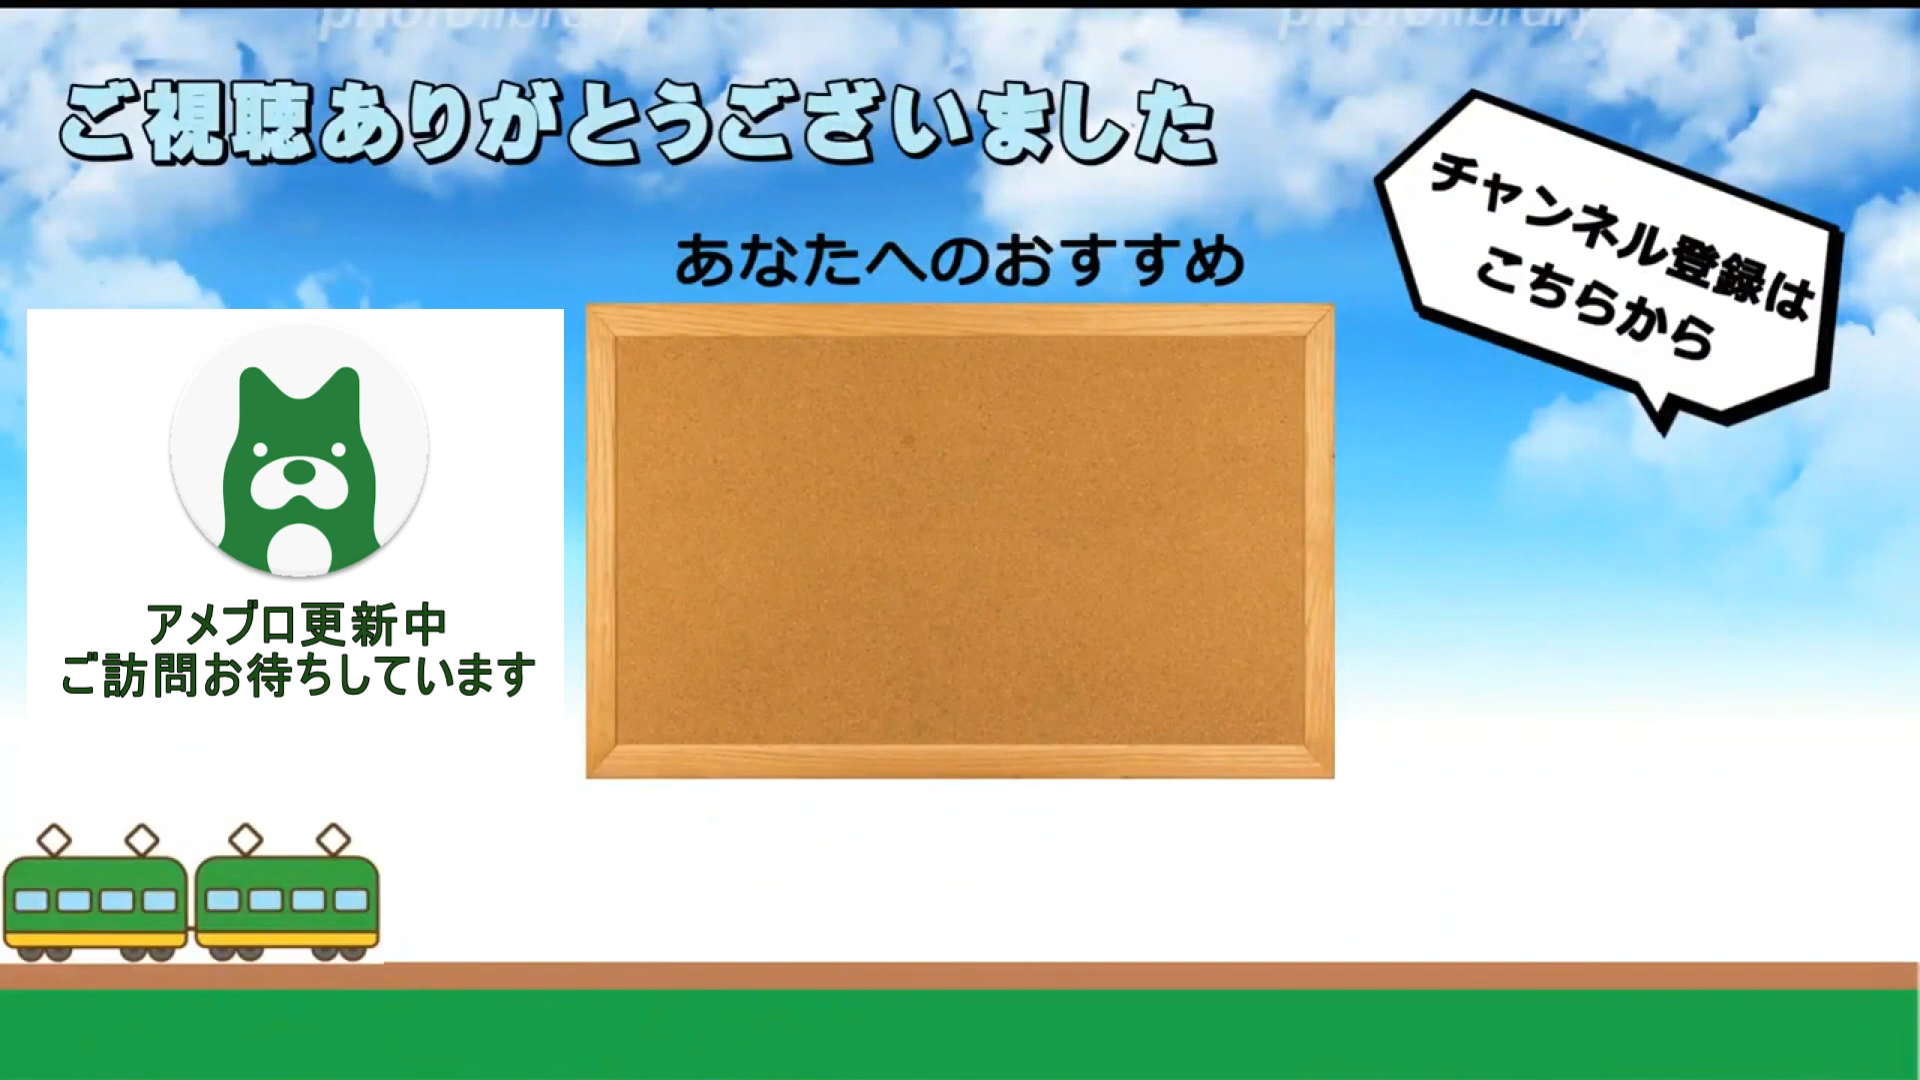 photolibrary photolibrary
ご視聴ありがとうございました
チャンネル登録は
こちらから
あなたへのおすすめ
アメブロ更新中
ご訪問お待ちしています